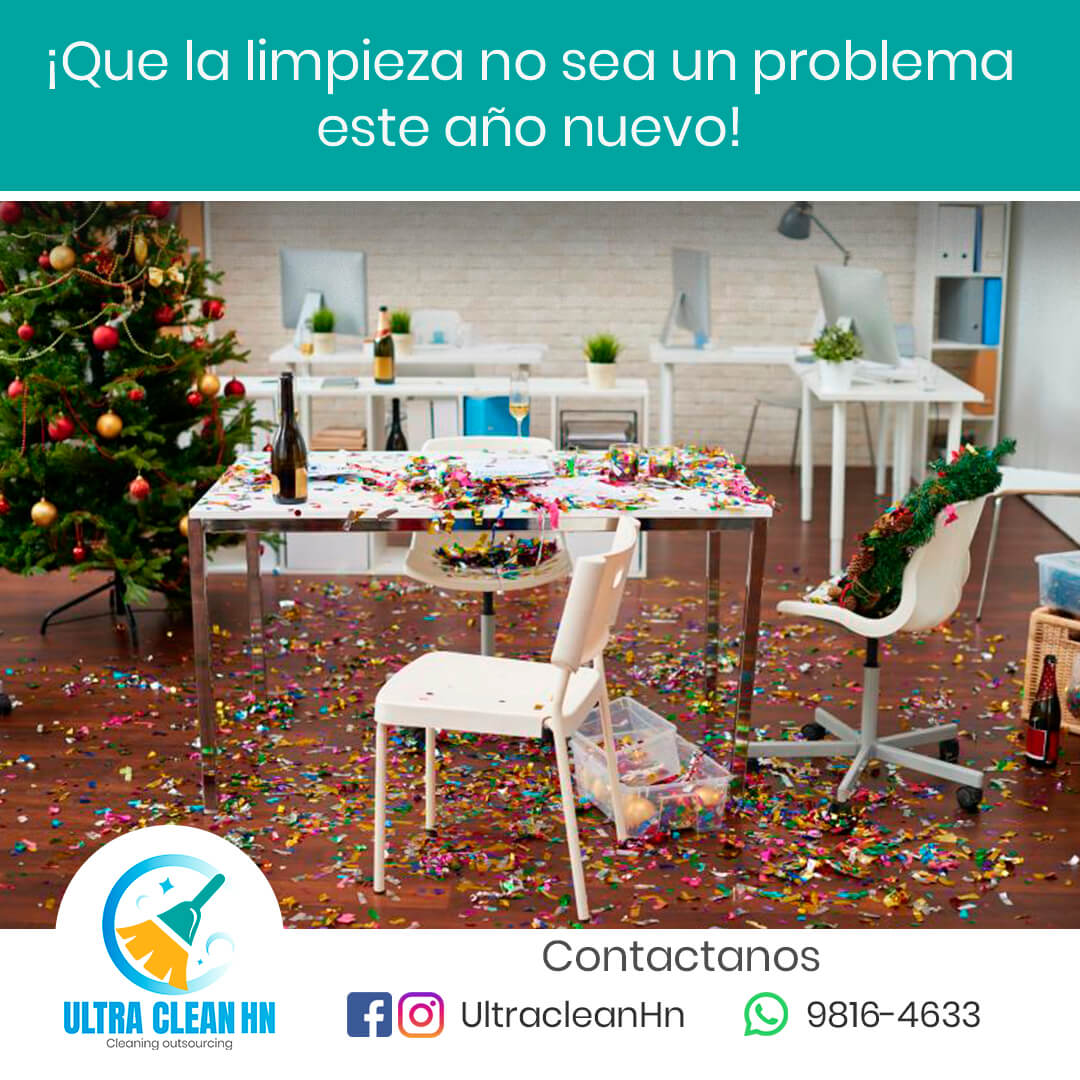 ¡Que la limpieza no sea un problema
este año nuevo!
Contactanos
UltracleanHn
9816-4633
ULTRA CLEAN HN
Cleaning outsourcing